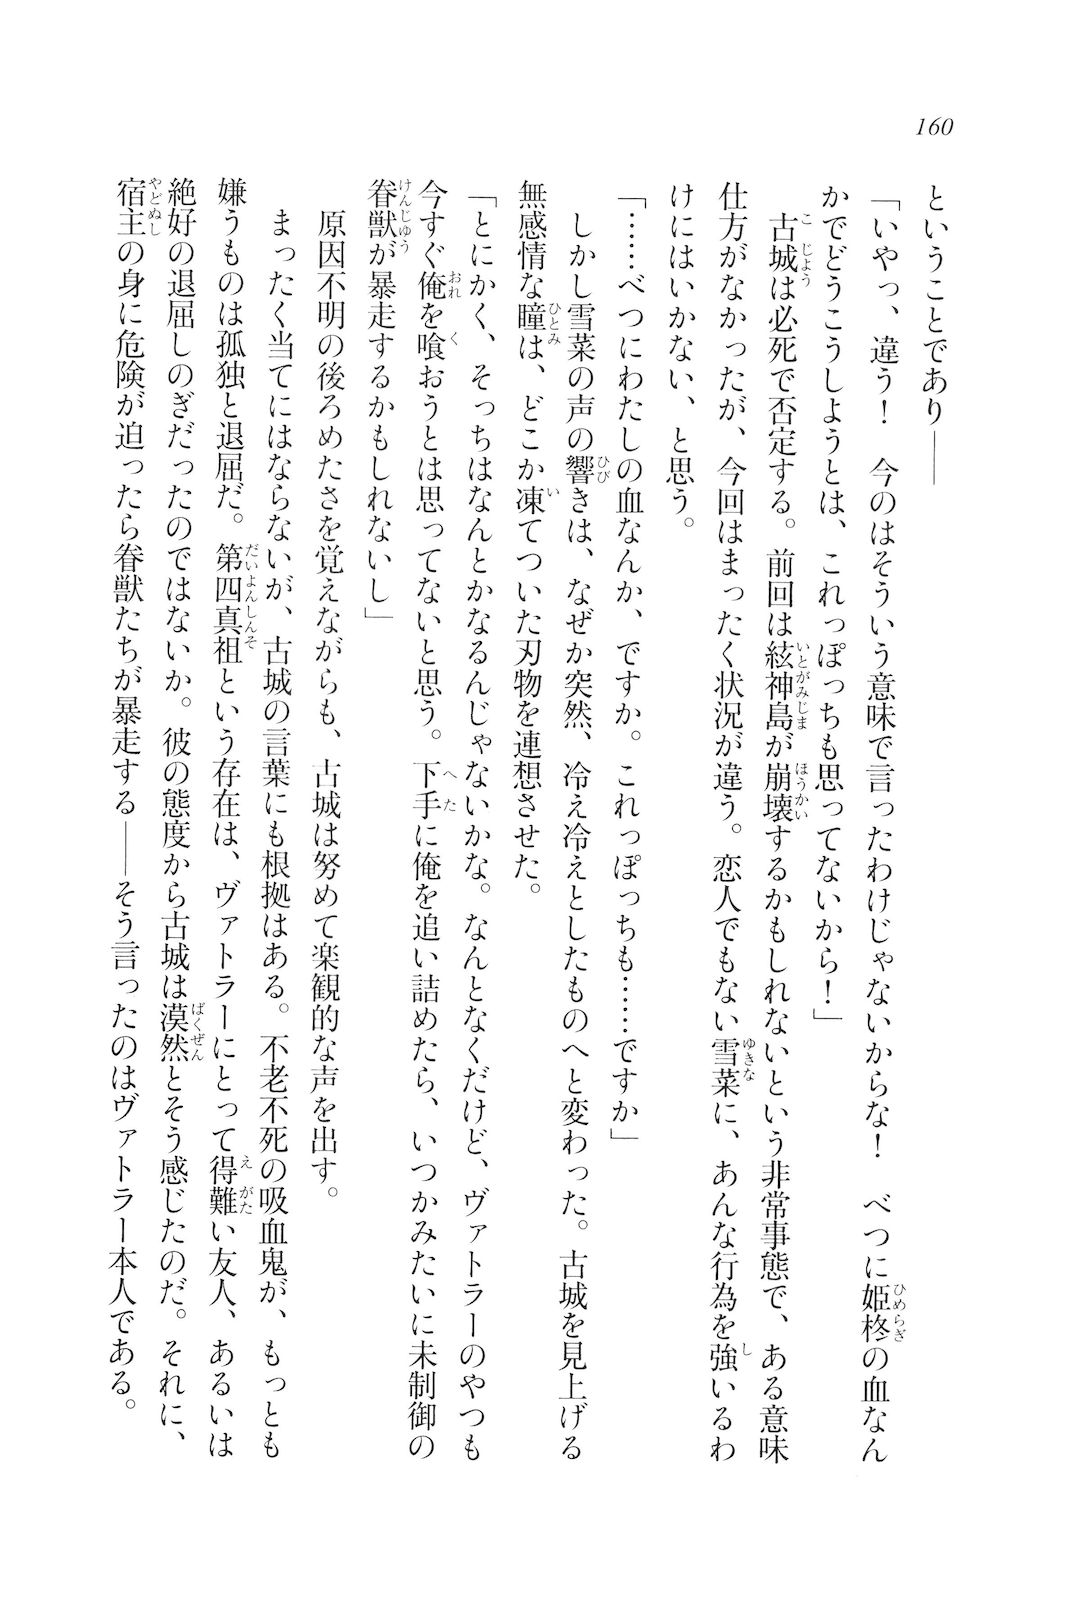 160
ということであり――
「いやっ、違う！　今のはそういう意味で言ったわけじゃないからな！　べつに姫柊の血なん
かでどうこうしようとは、これっぽっちも思ってないから！」
　古城は必死で否定する。前回は絃神島が崩壊するかもしれないという非常事態で、ある意味
仕方がなかったが、今回はまったく状況が違う。恋人でもない雪菜に、あんな行為を強いるわ
けにはいかない、と思う。
「……べつにわたしの血なんか、ですか。これっぽっちも……ですか」
　しかし雪菜の声の響きは、なぜか突然、冷え冷えとしたものへと変わった。古城を見上げる
無感情な瞳は、どこか凍てついた刃物を連想させた。
「とにかく、そっちはなんとかなるんじゃないかな。なんとなくだけど、ヴァトラーのやつも
今すぐ俺を喰おうとは思ってないと思う。下手に俺を追い詰めたら、いつかみたいに未制御の
眷獣が暴走するかもしれないし」
　原因不明の後ろめたさを覚えながらも、古城は努めて楽観的な声を出す。
　まったく当てにはならないが、古城の言葉にも根拠はある。不老不死の吸血鬼が、もっとも
嫌うものは孤独と退屈だ。第四真祖という存在は、ヴァトラーにとって得難い友人、あるいは
絶好の退屈しのぎだったのではないか。彼の態度から古城は漠然とそう感じたのだ。それに、
宿主の身に危険が迫ったら眷獣たちが暴走する――そう言ったのはヴァトラー本人である。